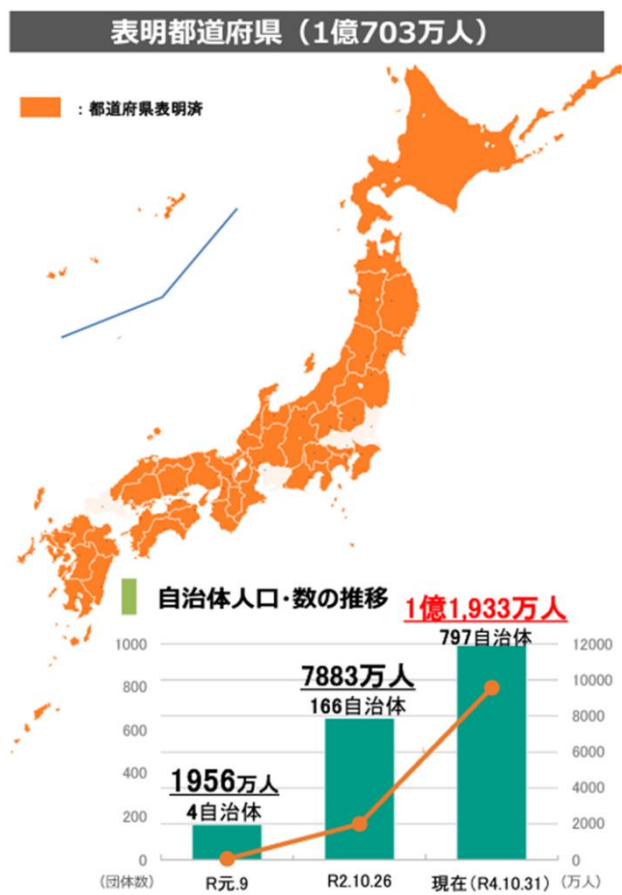 表明都道府県（1億703万人）
：都道府県表明済
自治体人口・数の推移
1億1,933万人
797自治体
7883万人
166自治体
1956万人
4自治体
1000
800
600
400
200
0
12000
10000
8000
6000
4000
2000
0
(団体数)
R元.9
R2.10.26
現在(R4.10.31)
(万人)